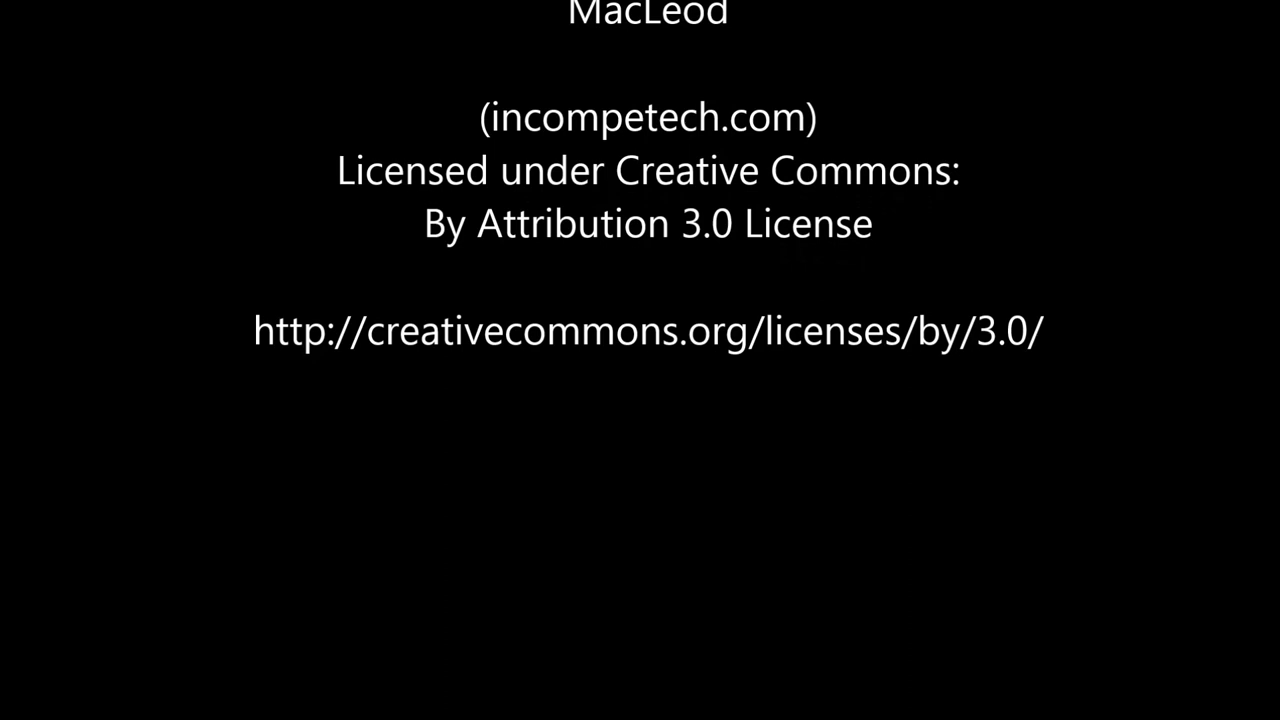 MacLeod
(incompetech.com)
Licensed under Creative Commons:
By Attribution 3.0 License
http://creativecommons.org/licenses/by/3.0/